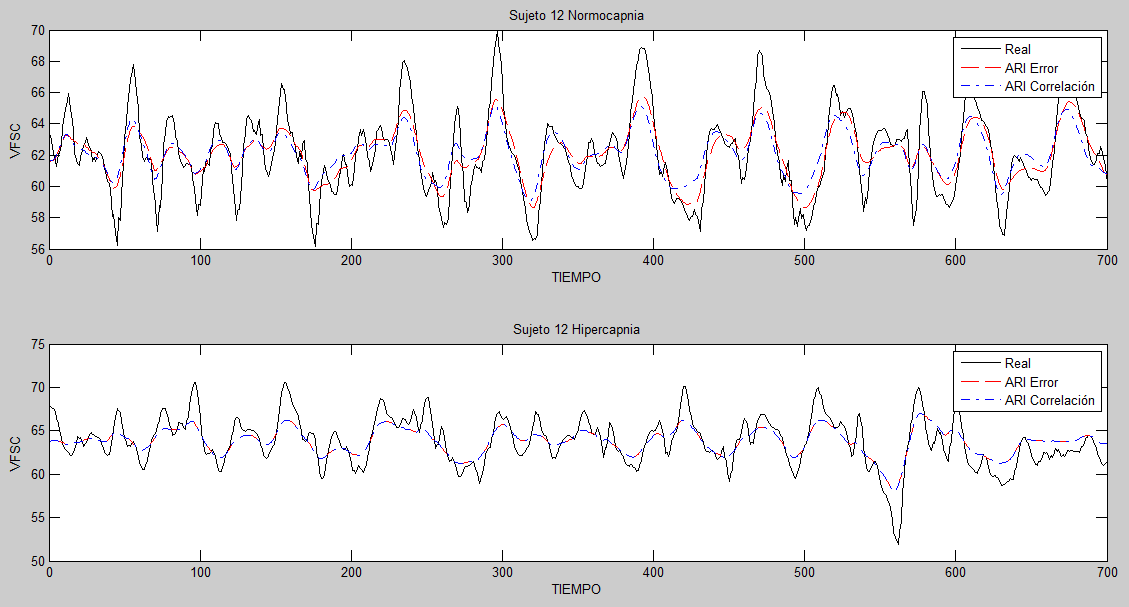 Sujeto 12 Normocapnia
70
68
66
64
62
60
58
56
VFSC
Real
ARI Error
ARI Correlación
0 100 200 300 400 500 600 700
TIEMPO
Sujeto 12 Hipercapnia
75
70
65
60
55
50
VFSC
Real
ARI Error
ARI Correlación
0 100 200 300 400 500 600 700
TIEMPO